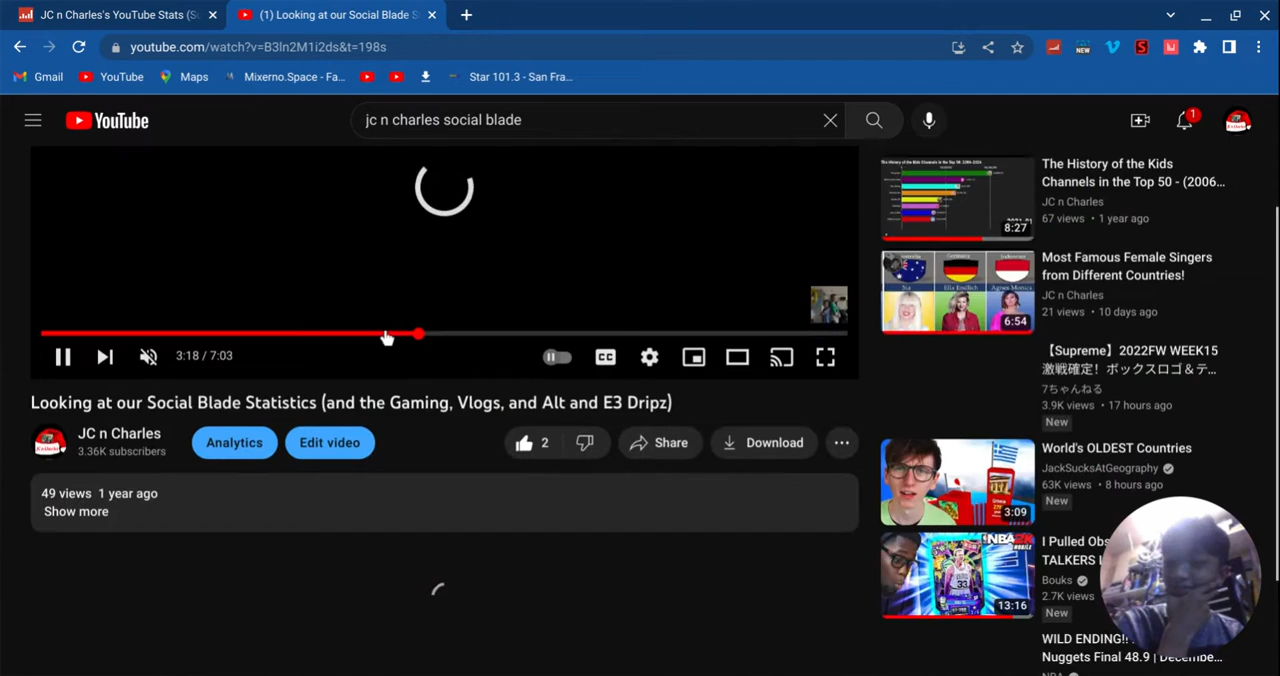 JC n Charles's YouTube Stats (S
(1) Looking at our Social Blade S
youtube.com/watch?v=B3ln2M1i2ds&t=198s
Gmail
YouTube
Maps
Mixerno.Space - Fa...
Star 101.3 - San Fra...
NEW
YouTube
jc n charles social blade
1
3:18 / 7:03
CC
Looking at our Social Blade Statistics (and the Gaming, Vlogs, and Alt and E3 Dripz)
JC n Charles
3.36K subscribers
Analytics
Edit video
2
Share
Download
49 views 1 year ago
Show more
8:27
The History of the Kids
Channels in the Top 50 - (2006...
JC n Charles
67 views • 1 year ago
6:54
Most Famous Female Singers
from Different Countries!
JC n Charles
21 views • 10 days ago
【Supreme】2022FW WEEK15
激戦確定！ボックスロゴ＆テ...
7ちゃんねる
3.9K views • 17 hours ago
New
3:09
World's OLDEST Countries
JackSucksAtGeography
63K views • 8 hours ago
New
NBA2K
MOBILE
33
13:16
I Pulled Obs
TALKERS
Bouks
2.7K views
New
WILD ENDING!!
Nuggets Final 48.9 | Decembe...